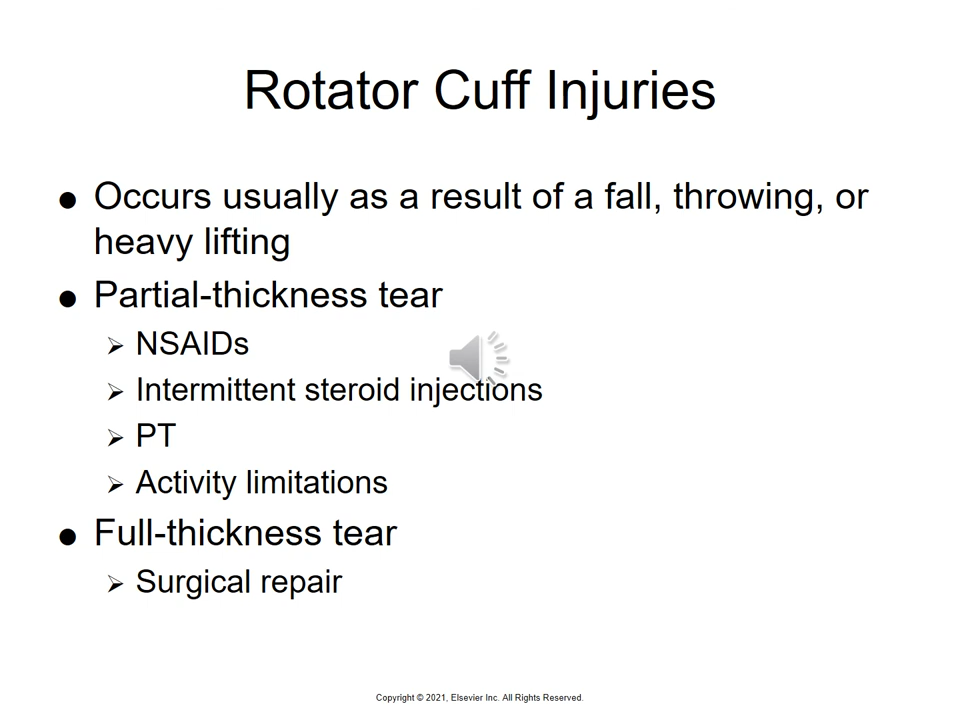 Rotator Cuff Injuries
● Occurs usually as a result of a fall, throwing, or
heavy lifting
● Partial-thickness tear
➢ NSAIDs
➢ Intermittent steroid injections
➢ PT
➢ Activity limitations
● Full-thickness tear
➢ Surgical repair
Copyright © 2021, Elsevier Inc. All Rights Reserved.